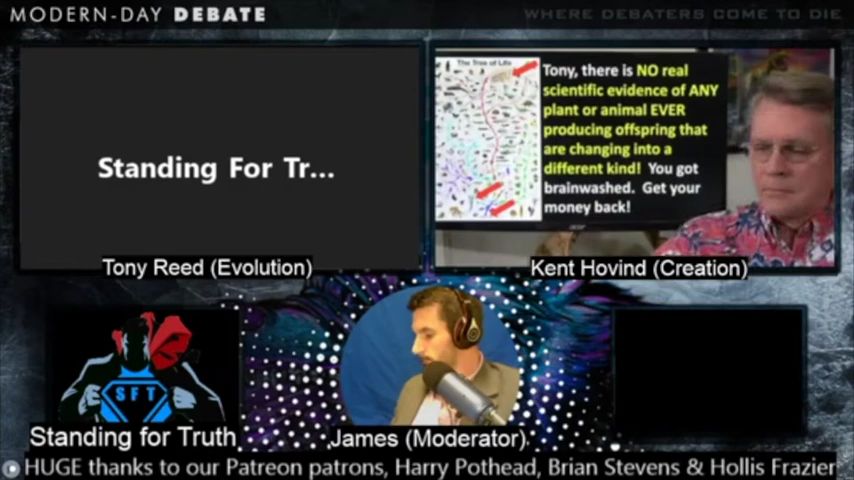 MODERN-DAY DEBATE
WHERE DEBATERS COME TO DIE
Standing For Tr...
Tony Reed (Evolution)
The Tree of Life
Tony, there is NO real
scientific evidence of ANY
plant or animal EVER
producing offspring that
are changing into a
different kind! You got
brainwashed. Get your
money back!
acer
Kent Hovind (Creation)
SFT
Standing for Truth
James (Moderator)
HUGE thanks to our Patreon patrons, Harry Pothead, Brian Stevens & Hollis Frazier